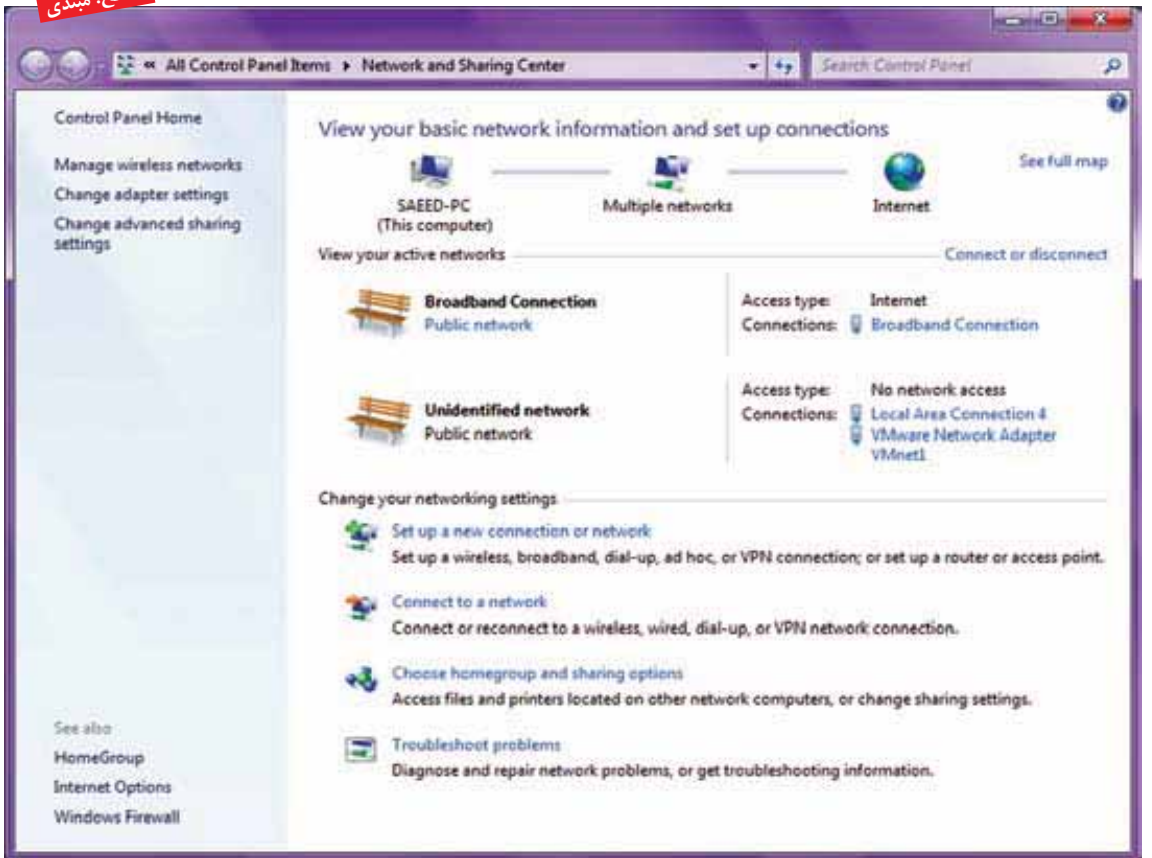 مبتدی
« All Control Panel Items ▸ Network and Sharing Center
Search Control Panel
Control Panel Home
Manage wireless networks
Change adapter settings
Change advanced sharing
settings
See also
HomeGroup
Internet Options
Windows Firewall
View your basic network information and set up connections
See full map
SAEED-PC
(This computer)
Multiple networks
Internet
View your active networks
Connect or disconnect
Broadband Connection
Public network
Access type: Internet
Connections: Broadband Connection
Unidentified network
Public network
Access type: No network access
Connections: Local Area Connection 4
VMware Network Adapter
VMnet1
Change your networking settings
Set up a new connection or network
Set up a wireless, broadband, dial-up, ad hoc, or VPN connection; or set up a router or access point.
Connect to a network
Connect or reconnect to a wireless, wired, dial-up, or VPN network connection.
Choose homegroup and sharing options
Access files and printers located on other network computers, or change sharing settings.
Troubleshoot problems
Diagnose and repair network problems, or get troubleshooting information.